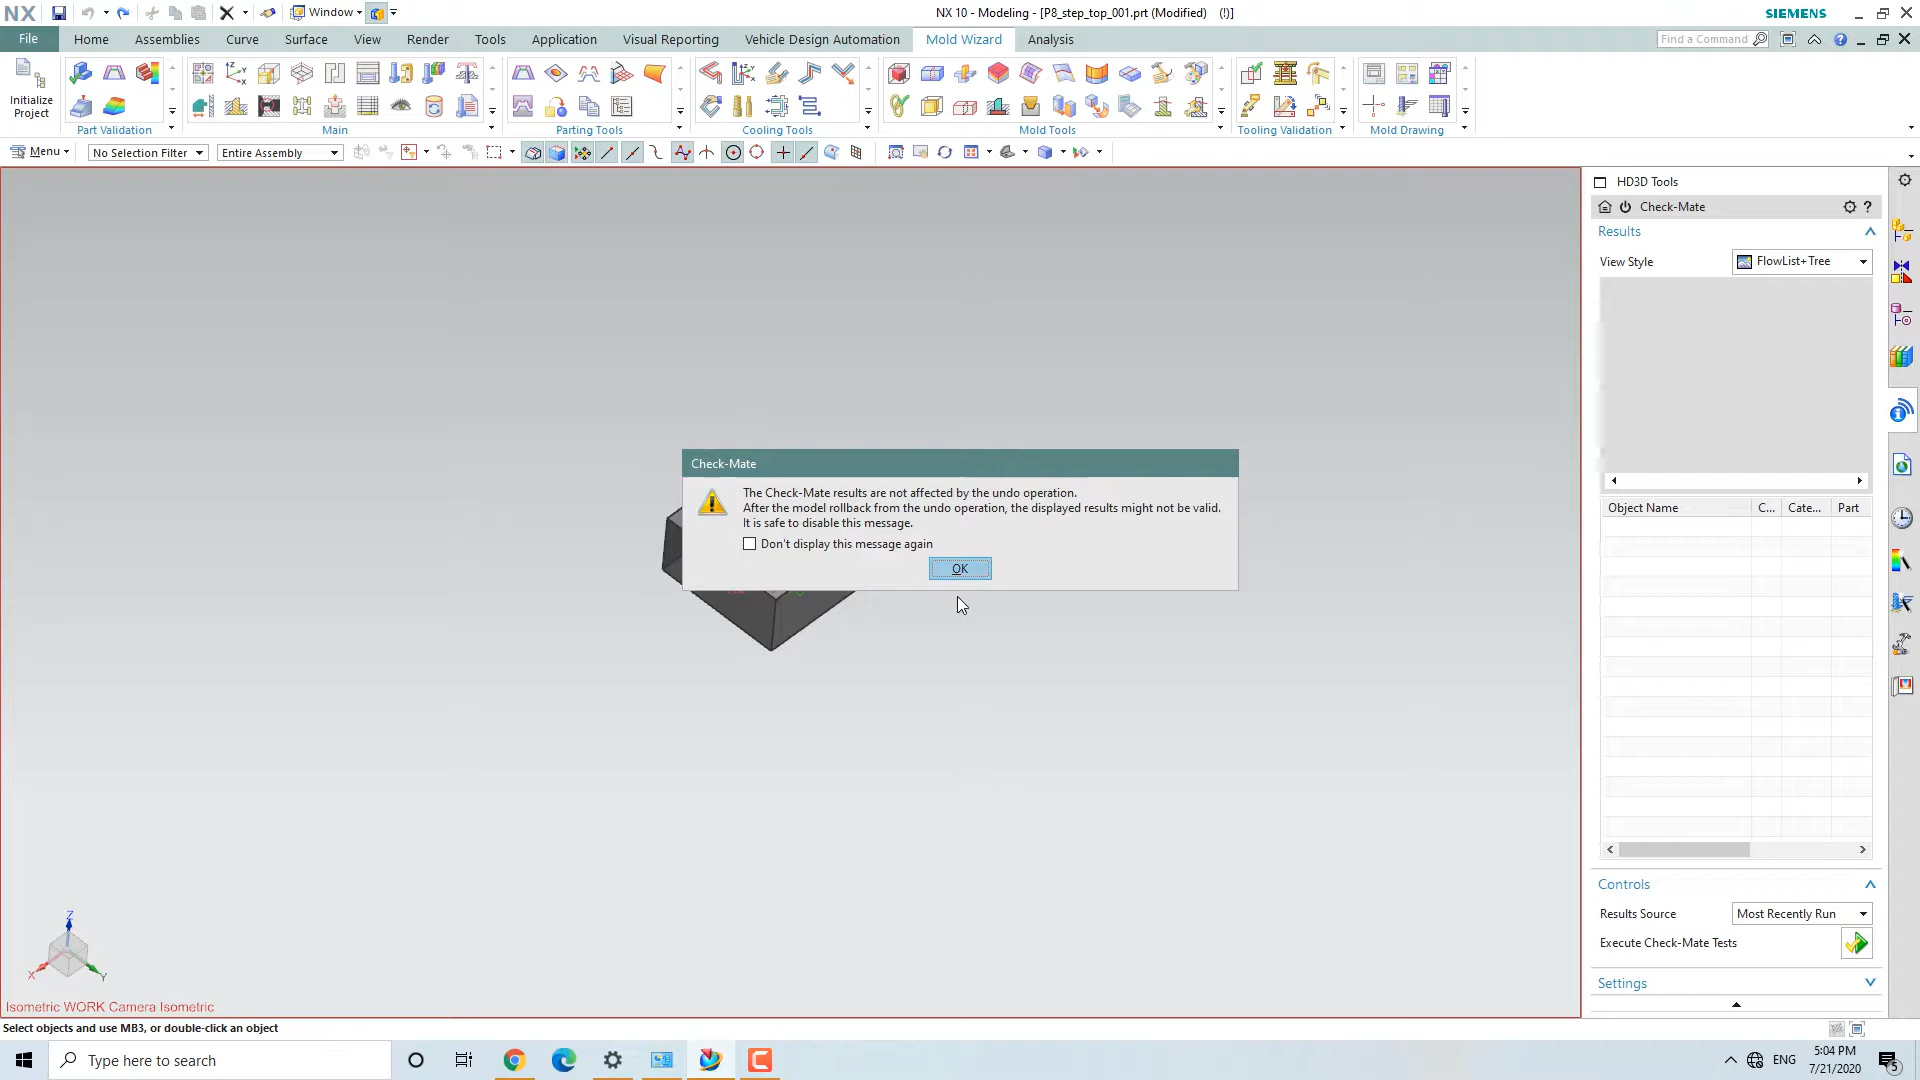 NX
Window
NX 10 - Modeling - [P8_step_top_001.prt (Modified)   (!)]
SIEMENS
File
Home
Assemblies
Curve
Surface
View
Render
Tools
Application
Visual Reporting
Vehicle Design Automation
Mold Wizard
Analysis
Find a Command
Initialize
Project
Part Validation
Main
Parting Tools
Cooling Tools
Mold Tools
Tooling Validation
Mold Drawing
Menu
No Selection Filter
Entire Assembly
HD3D Tools
Check-Mate
Results
View Style
FlowList+Tree
Object Name
C...
Cate...
Part
Check-Mate
The Check-Mate results are not affected by the undo operation.
After the model rollback from the undo operation, the displayed results might not be valid.
It is safe to disable this message.
Don't display this message again
OK
Controls
Results Source
Most Recently Run
Execute Check-Mate Tests
Settings
Z
X
Y
Isometric WORK Camera Isometric
Select objects and use MB3, or double-click an object
Type here to search
ENG
5:04 PM
7/21/2020
5